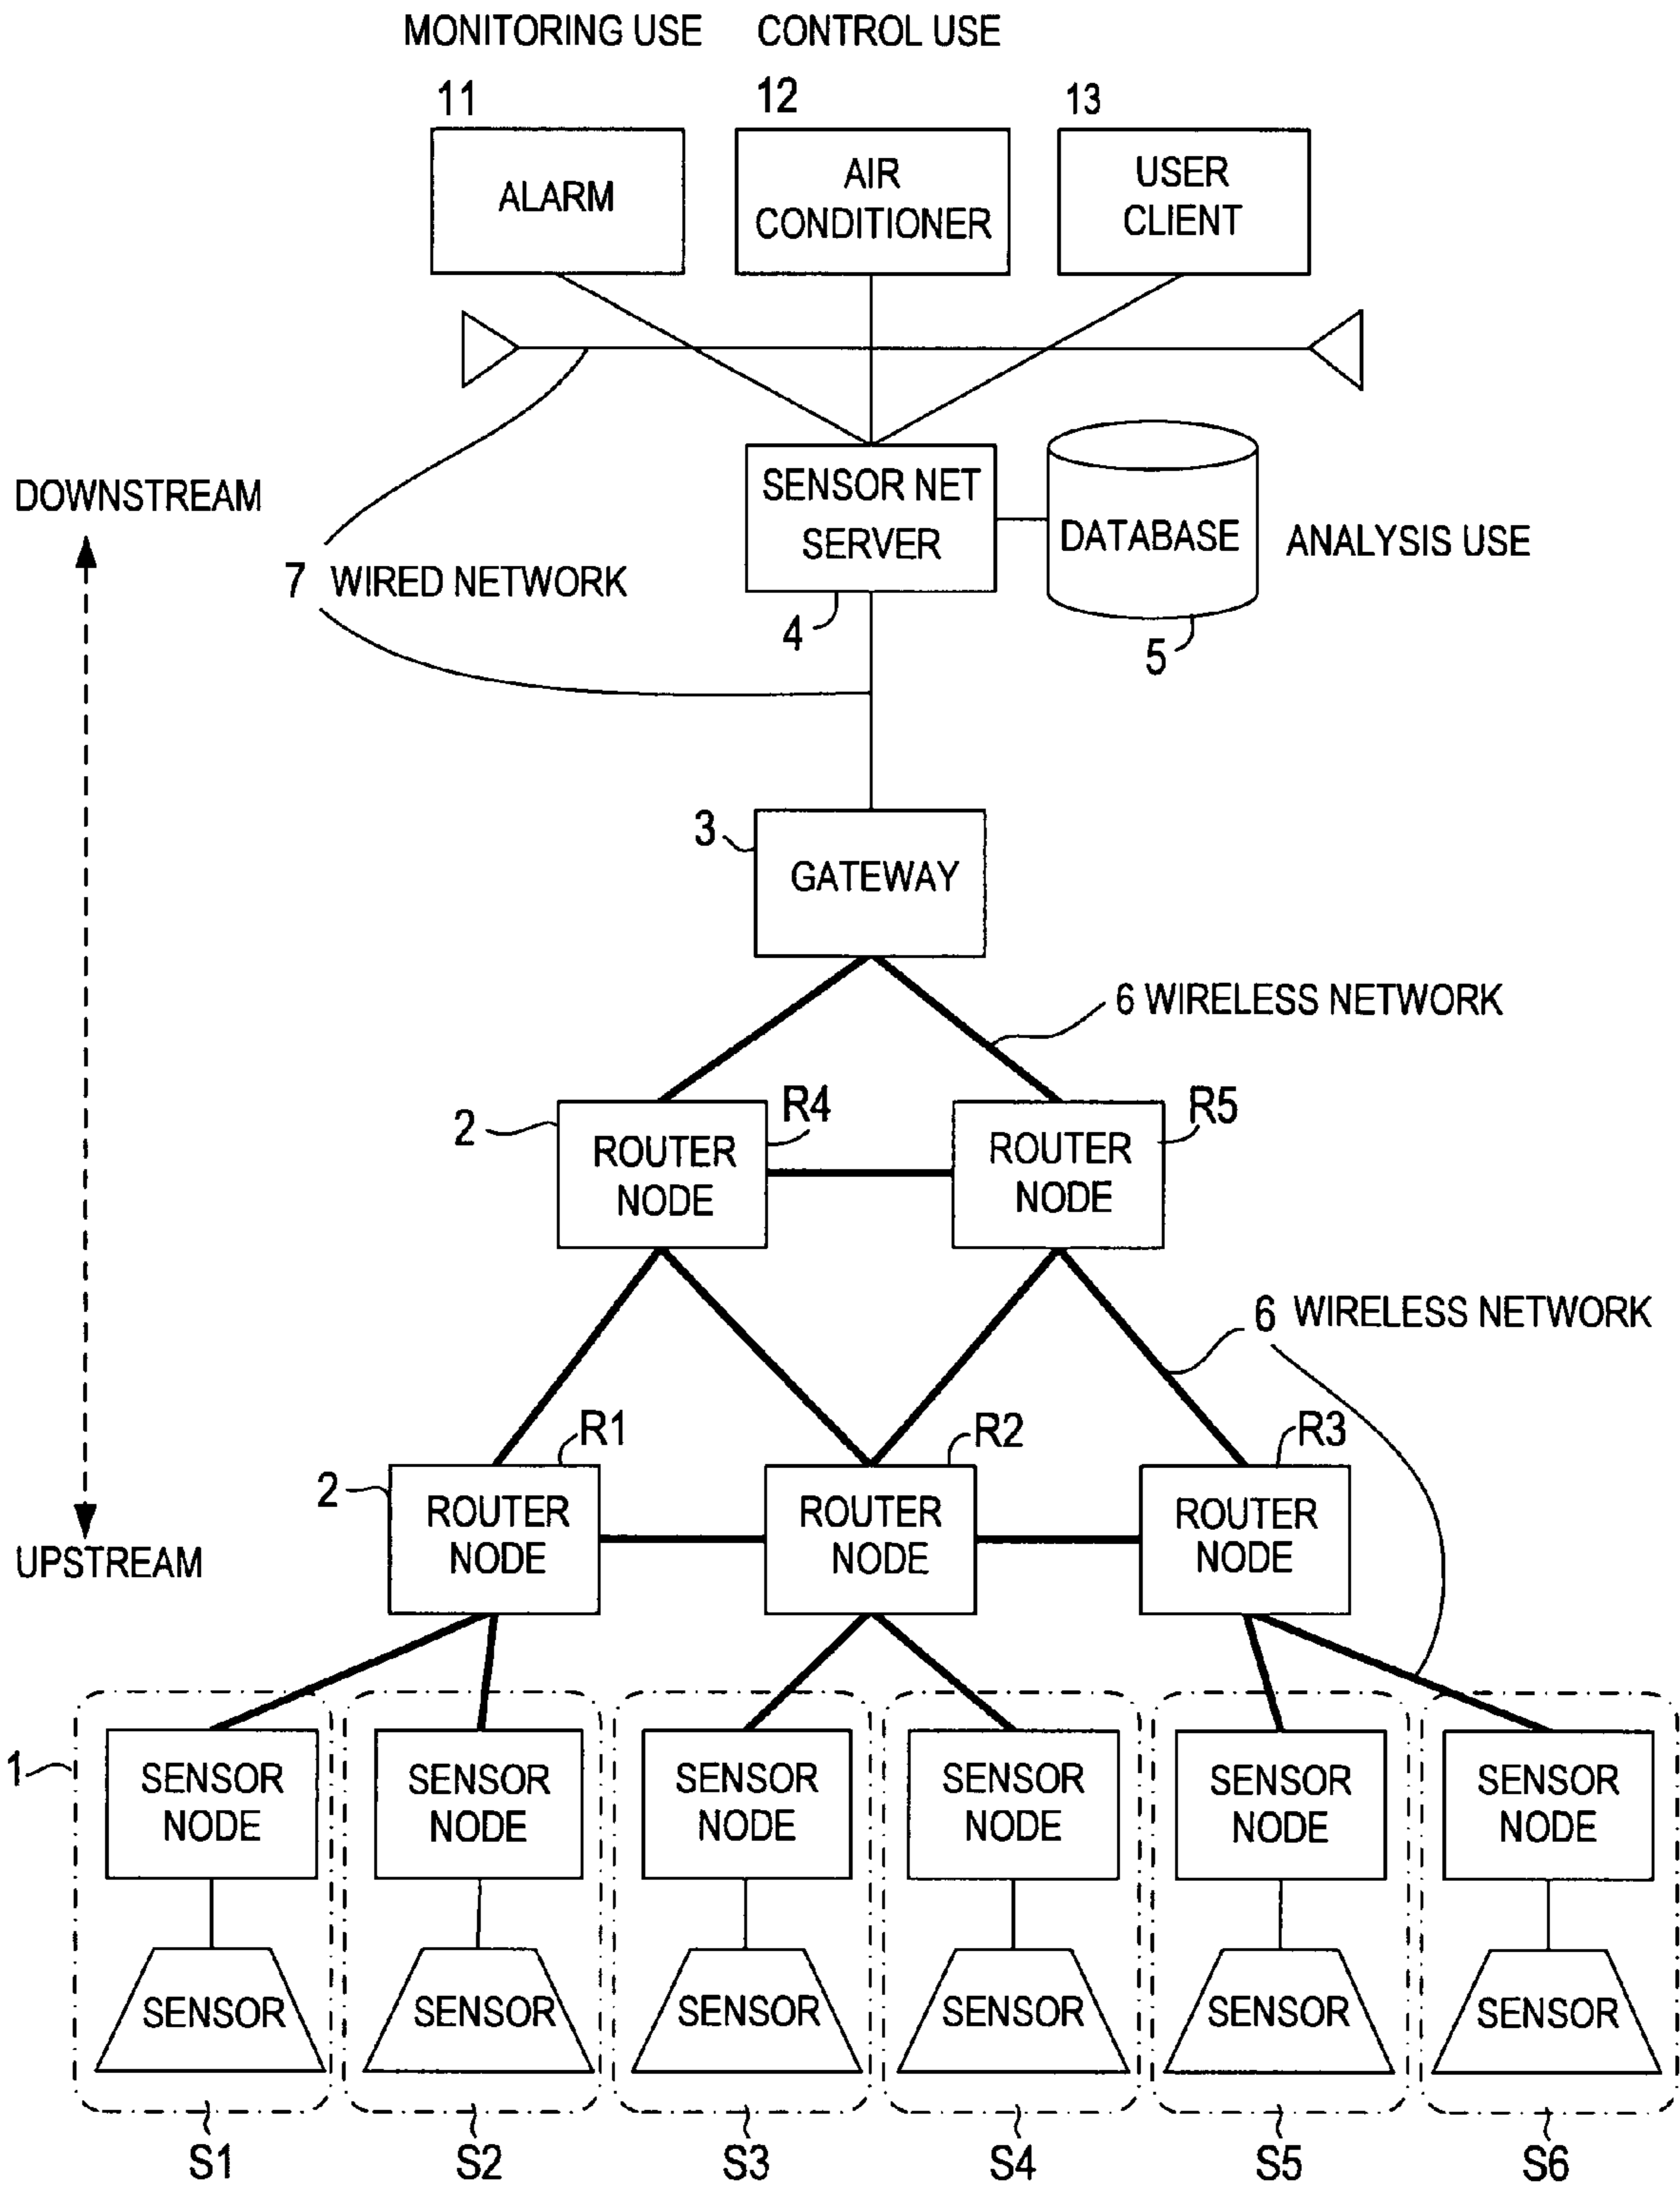 MONITORING USE CONTROL USE
11 12 13
ALARM
AIR
CONDITIONER
USER
CLIENT
DOWNSTREAM
SENSOR NET
SERVER
DATABASE
ANALYSIS USE
7 WIRED NETWORK
4
5
3
GATEWAY
6 WIRELESS NETWORK
2
R4
R5
ROUTER
NODE
ROUTER
NODE
6 WIRELESS NETWORK
R1
R2
R3
2
ROUTER
NODE
ROUTER
NODE
ROUTER
NODE
UPSTREAM
1
SENSOR
NODE
SENSOR
NODE
SENSOR
NODE
SENSOR
NODE
SENSOR
NODE
SENSOR
NODE
SENSOR
SENSOR
SENSOR
SENSOR
SENSOR
SENSOR
S1 S2 S3 S4 S5 S6